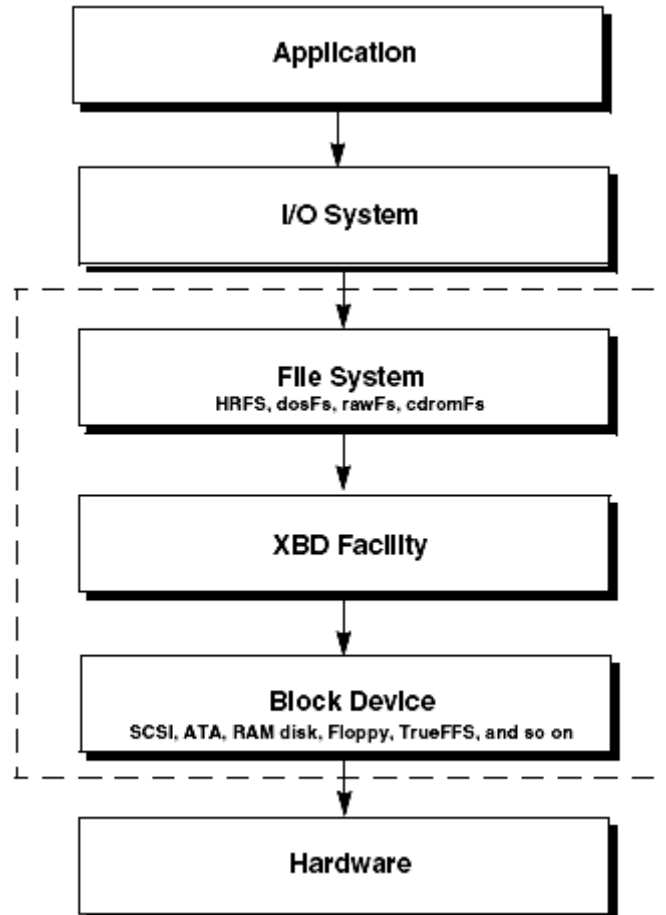 Application
I/O System
File System
HRFS, dosFs, rawFs, cdromFs
XBD Facility
Block Device
SCSI, ATA, RAM disk, Floppy, TrueFFS, and so on
Hardware